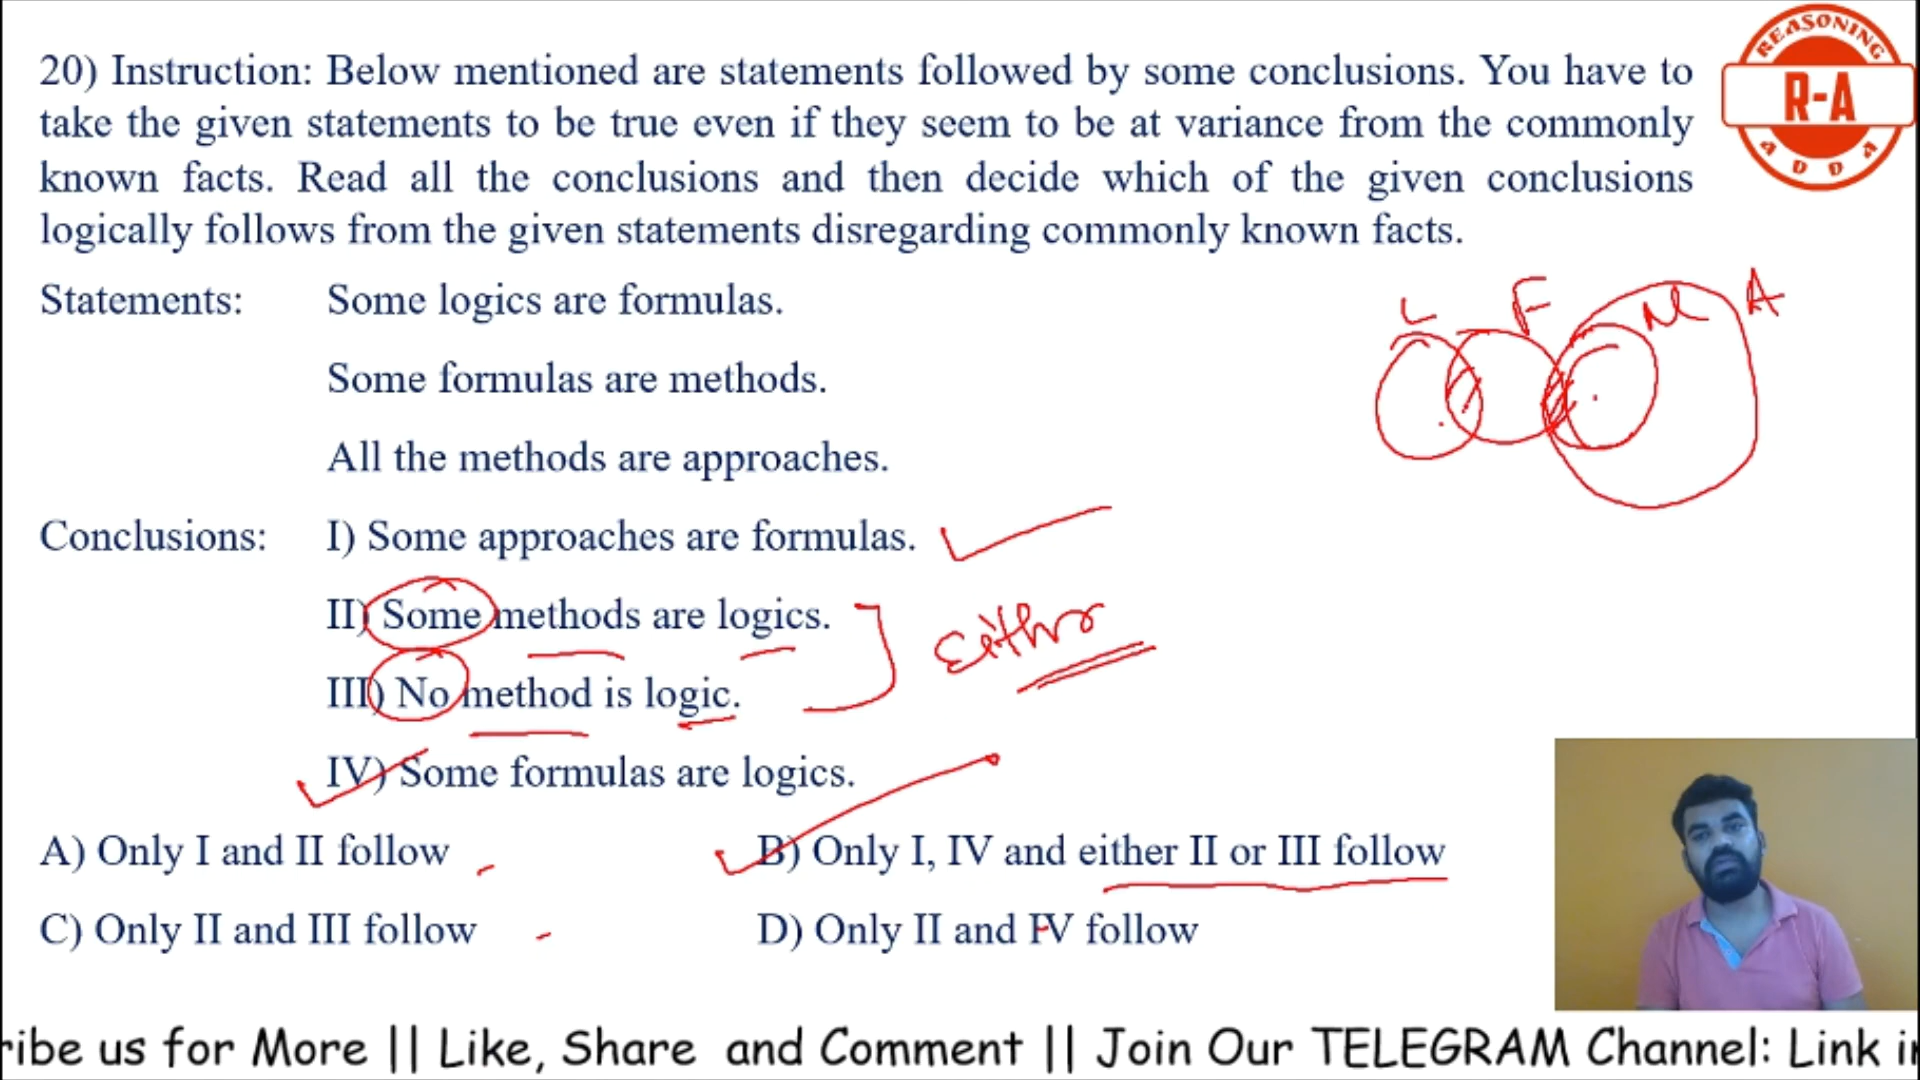 20) Instruction: Below mentioned are statements followed by some conclusions. You have to
take the given statements to be true even if they seem to be at variance from the commonly
known facts. Read all the conclusions and then decide which of the given conclusions
logically follows from the given statements disregarding commonly known facts.
REASONING
R-A
ADDA
Statements: Some logics are formulas.
L F M A
Some formulas are methods.
All the methods are approaches.
Conclusions: I) Some approaches are formulas.
II) Some methods are logics.
Either
III) No method is logic.
IV) Some formulas are logics.
A) Only I and II follow B) Only I, IV and either II or III follow
C) Only II and III follow D) Only II and IV follow
ribe us for More || Like, Share and Comment || Join Our TELEGRAM Channel: Link in